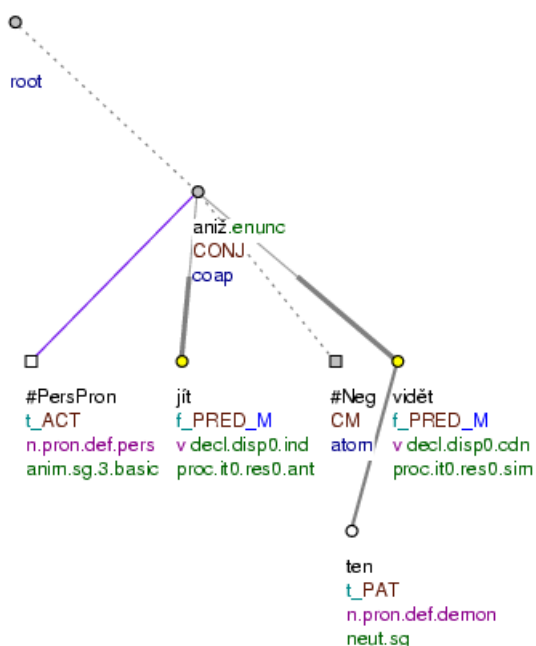 root
aniž.enunc
CONJ
coap
#PersPron
t_ACT
n.pron.def.pers
anim.sg.3.basic
jít
f_PRED_M
v decl.disp0.ind
proc.it0.res0.ant
#Neg
CM
atom
vidět
f_PRED_M
v decl.disp0.cdn
proc.it0.res0.sim
ten
t_PAT
n.pron.def.demon
neut.sg